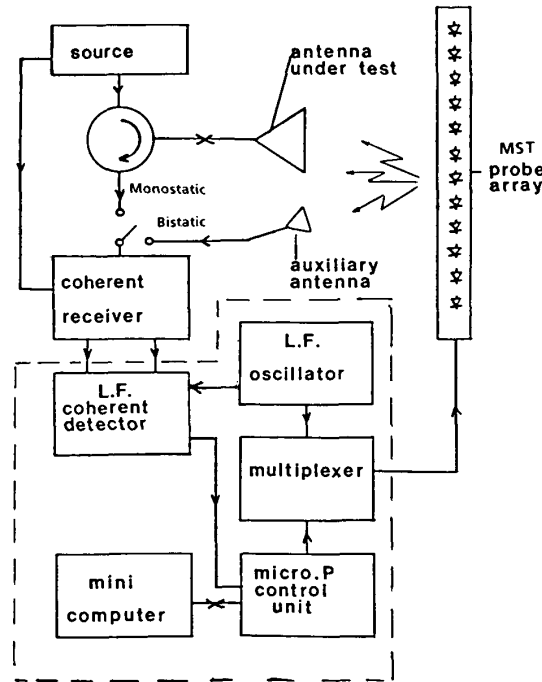 source
antenna
under test
MST
probe
array
Monostatic
Bistatic
auxiliary
antenna
coherent
receiver
L.F.
oscillator
L.F.
coherent
detector
multiplexer
mini
computer
micro.P
control
unit